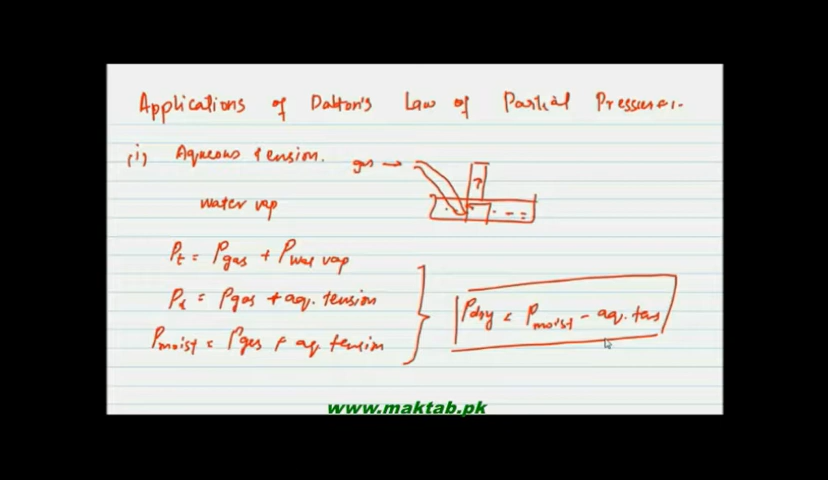 Applications of Dalton's Law of Partial Pressures.
(i) Aqueous tension.
gas →
water vap
Pt = Pgas + Pwater vap
Pt = Pgas + aq. tension
Pmoist = Pgas + aq. tension
Pdry = Pmoist - aq. tens
www.maktab.pk